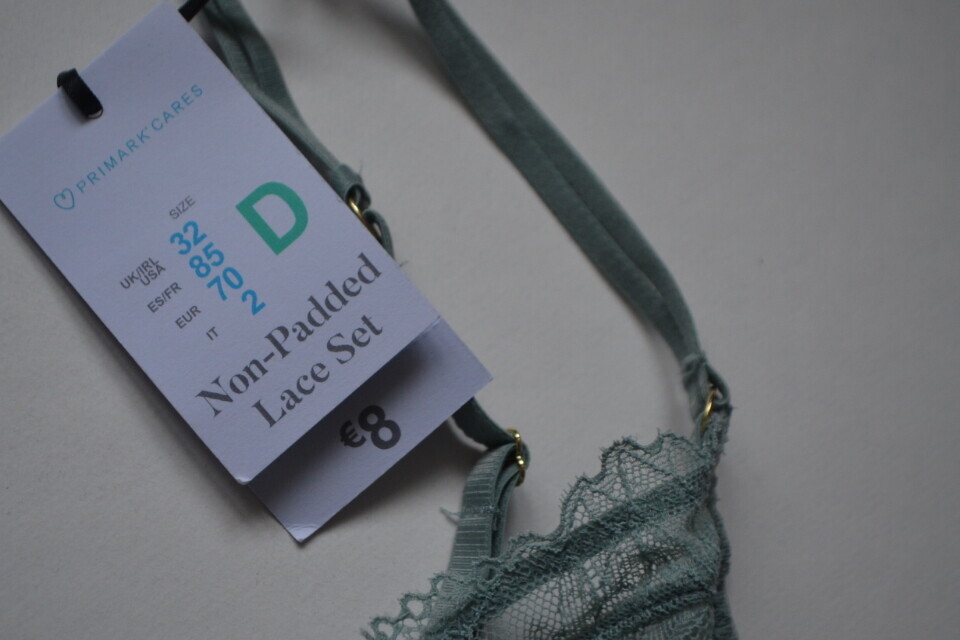 PRIMARK CARES
SIZE
UK/IRL
USA 32
ES/FR 85
EUR 70
IT 2
D
Non-Padded
Lace Set
€8